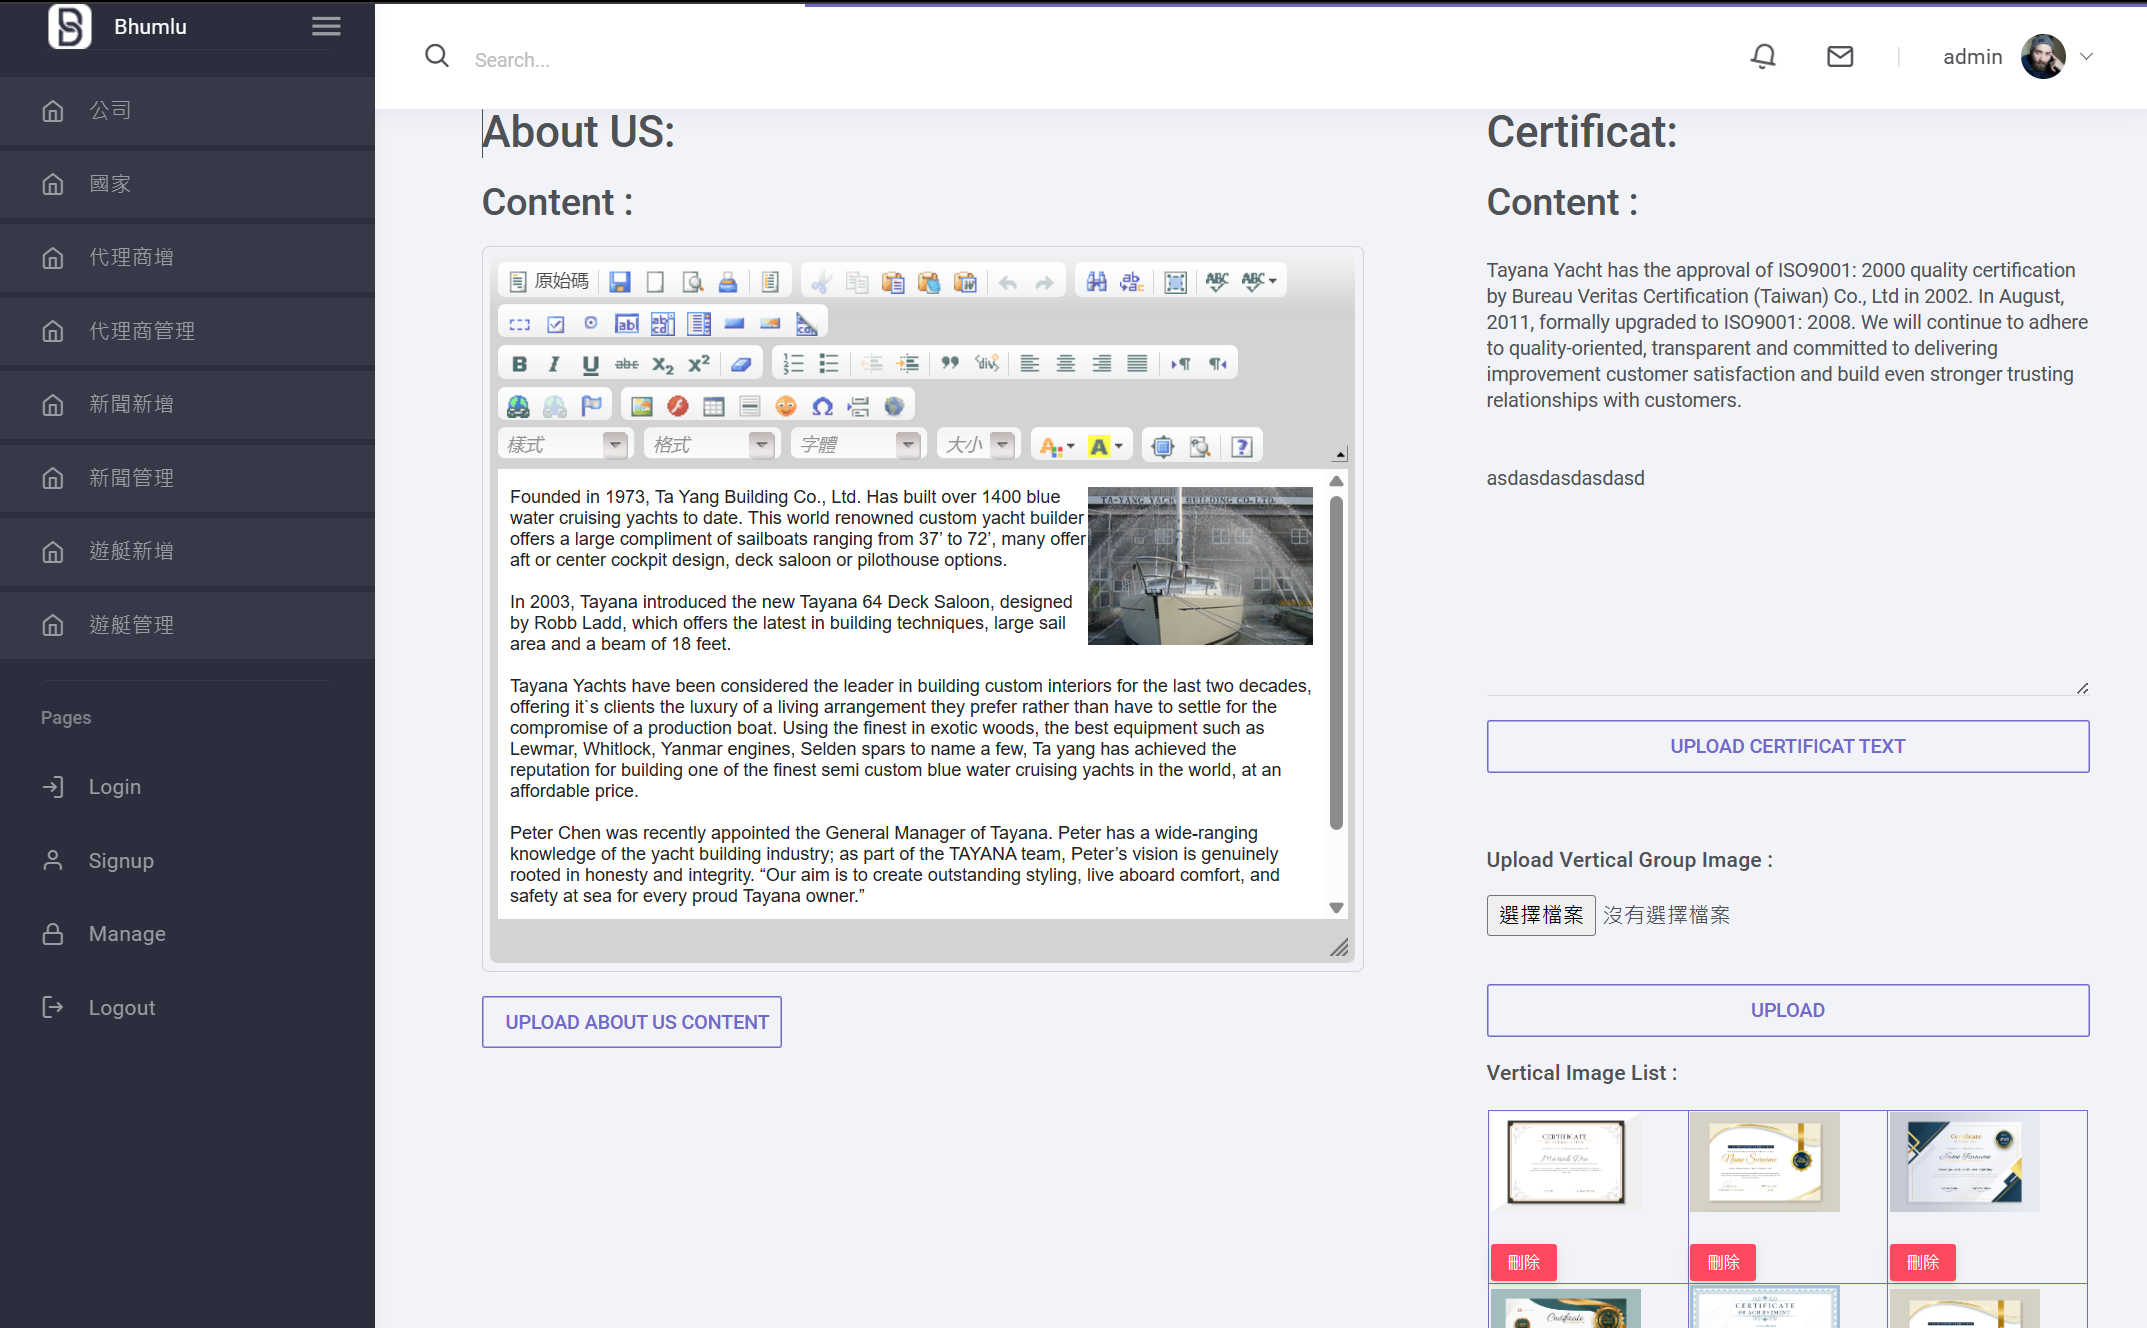 Bhumlu
Search...
admin
公司
國家
代理商增
代理商管理
新聞新增
新聞管理
遊艇新增
遊艇管理
Pages
Login
Signup
Manage
Logout
About US:
Content :
原始碼
樣式
格式
字體
大小
Founded in 1973, Ta Yang Building Co., Ltd. Has built over 1400 blue
water cruising yachts to date. This world renowned custom yacht builder
offers a large compliment of sailboats ranging from 37’ to 72’, many offer
aft or center cockpit design, deck saloon or pilothouse options.
TA-YANG YACHT BUILDING CO-LTD.
In 2003, Tayana introduced the new Tayana 64 Deck Saloon, designed
by Robb Ladd, which offers the latest in building techniques, large sail
area and a beam of 18 feet.
Tayana Yachts have been considered the leader in building custom interiors for the last two decades,
offering it`s clients the luxury of a living arrangement they prefer rather than have to settle for the
compromise of a production boat. Using the finest in exotic woods, the best equipment such as
Lewmar, Whitlock, Yanmar engines, Selden spars to name a few, Ta yang has achieved the
reputation for building one of the finest semi custom blue water cruising yachts in the world, at an
affordable price.
Peter Chen was recently appointed the General Manager of Tayana. Peter has a wide-ranging
knowledge of the yacht building industry; as part of the TAYANA team, Peter’s vision is genuinely
rooted in honesty and integrity. “Our aim is to create outstanding styling, live aboard comfort, and
safety at sea for every proud Tayana owner.”
UPLOAD ABOUT US CONTENT
Certificat:
Content :
Tayana Yacht has the approval of ISO9001: 2000 quality certification
by Bureau Veritas Certification (Taiwan) Co., Ltd in 2002. In August,
2011, formally upgraded to ISO9001: 2008. We will continue to adhere
to quality-oriented, transparent and committed to delivering
improvement customer satisfaction and build even stronger trusting
relationships with customers.
asdasdasdasdasd
UPLOAD CERTIFICAT TEXT
Upload Vertical Group Image :
選擇檔案 沒有選擇檔案
UPLOAD
Vertical Image List :
CERTIFICATE
Name Surname
Certificate
Name Surname
刪除
刪除
刪除
Certificate
CERTIFICATE
OF ACHIEVEMENT